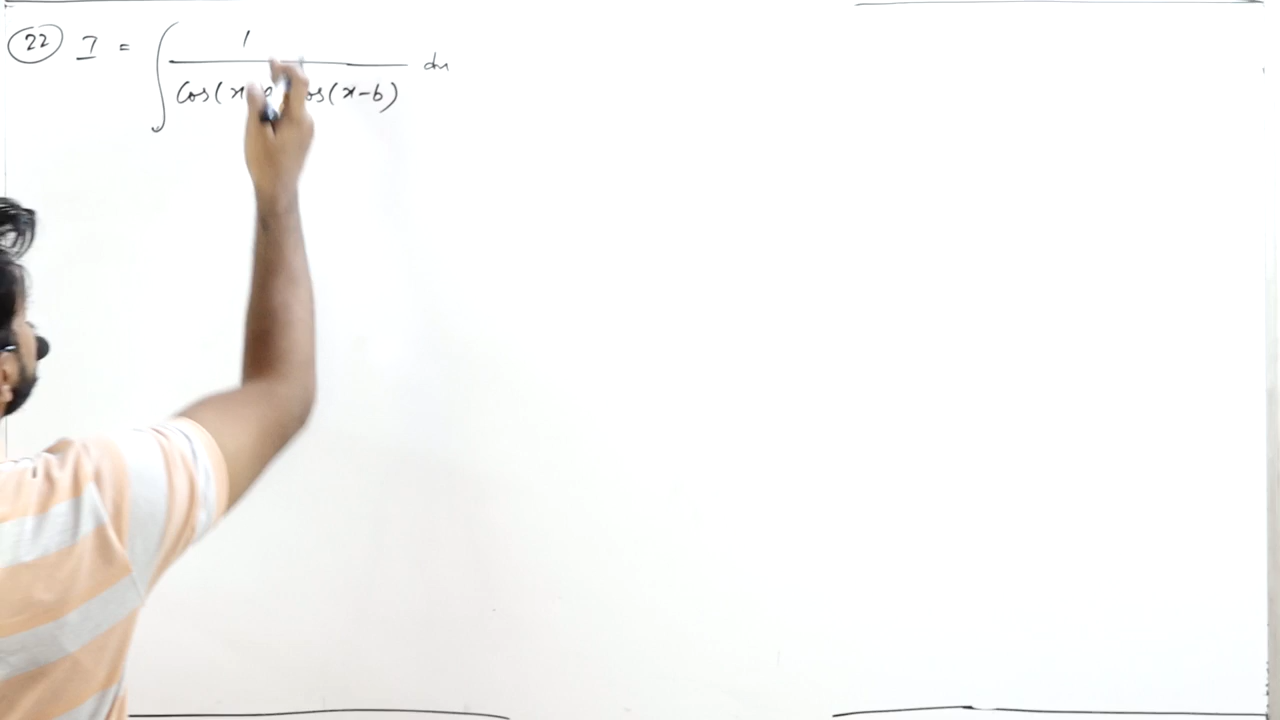 22 I = ∫ 1
Cos( x os(x-b) dx